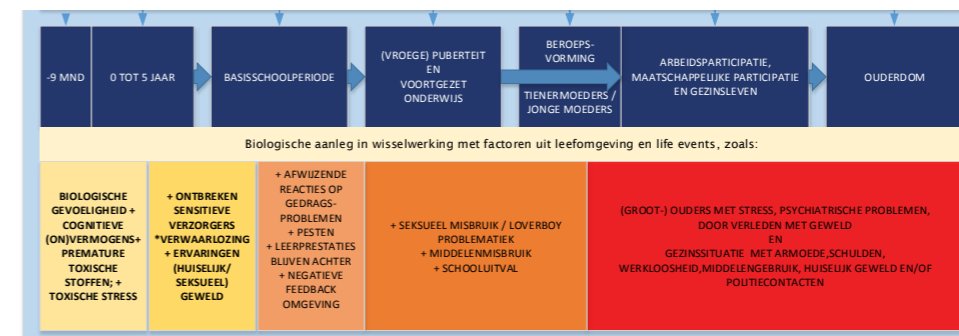 -9 MND
0 TOT 5 JAAR
BASISSCHOOLPERIODE
(VROEGE) PUBERTEIT
EN
VOORTGEZET
ONDERWIJS
BEROEPS-
VORMING
TIENERMOEDERS /
JONGE MOEDERS
ARBEIDSPARTICIPATIE,
MAATSCHAPPELIJKE PARTICIPATIE
EN GEZINSLEVEN
OUDERDOM
Biologische aanleg in wisselwerking met factoren uit leefomgeving en life events, zoals:
BIOLOGISCHE
GEVOELIGHEID +
COGNITIEVE
(ON)VERMOGENS+
PREMATURE
TOXISCHE
STOFFEN; +
TOXISCHE STRESS
+ ONTBREKEN
SENSITIEVE
VERZORGERS
*VERWAARLOZING
+ ERVARINGEN
(HUISELIJK/
SEKSUEEL)
GEWELD
+ AFWIJZENDE
REACTIES OP
GEDRAGS-
PROBLEMEN
+ PESTEN
+ LEERPRESTATIES
BLIJVEN ACHTER
+ NEGATIEVE
FEEDBACK
OMGEVING
+ SEKSUEEL MISBRUIK / LOVERBOY
PROBLEMATIEK
+ MIDDELENMISBRUIK
+ SCHOOLUITVAL
(GROOT-) OUDERS MET STRESS, PSYCHIATRISCHE PROBLEMEN,
DOOR VERLEDEN MET GEWELD
EN
GEZINSSITUATIE MET ARMOEDE,SCHULDEN,
WERKLOOSHEID,MIDDELENGEBRUIK, HUISELIJK GEWELD EN/OF
POLITIECONTACTEN